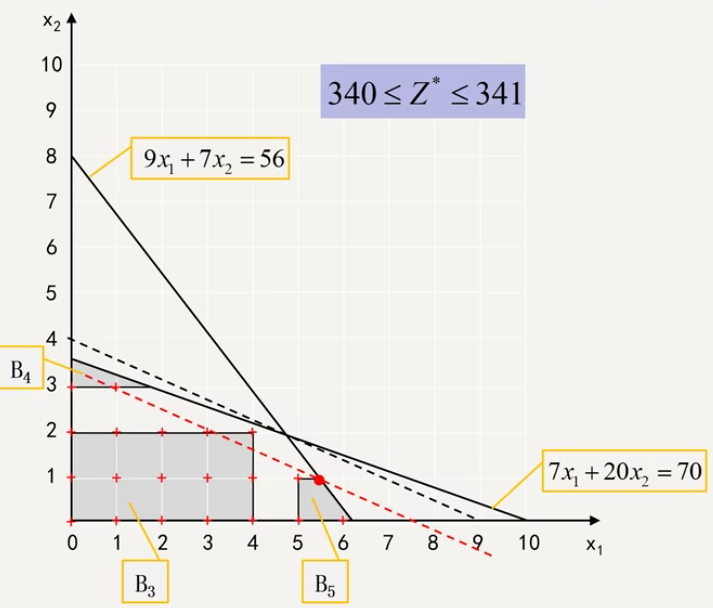 x₂
10
340 ≤ Z* ≤ 341
9
8
9x₁ + 7x₂ = 56
7
6
5
4
B₄
3
2
1
7x₁ + 20x₂ = 70
0 1 2 3 4 5 6 7 8 9 10 x₁
B₃ B₅